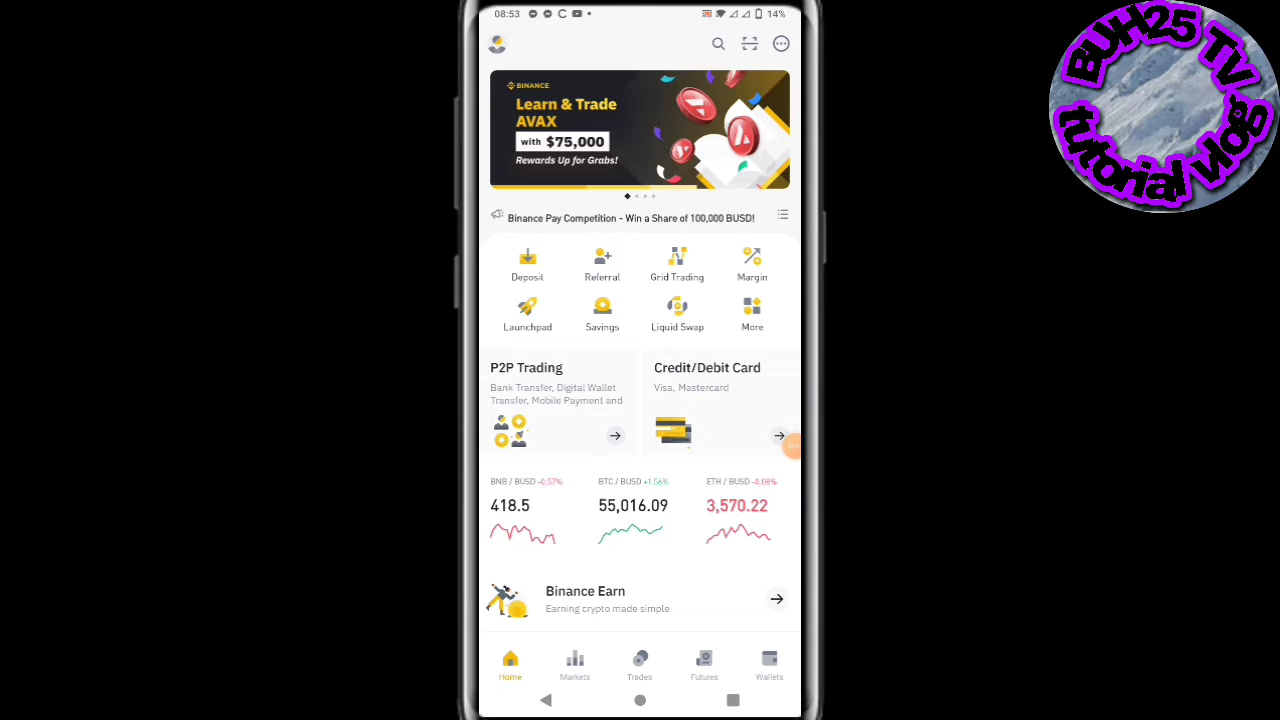 08:53
14%
BINANCE
Learn & Trade
AVAX
with $75,000
Rewards Up for Grabs!
Binance Pay Competition - Win a Share of 100,000 BUSD!
Deposit
Referral
Grid Trading
Margin
Launchpad
Savings
Liquid Swap
More
P2P Trading
Bank Transfer, Digital Wallet
Transfer, Mobile Payment and
Credit/Debit Card
Visa, Mastercard
BNB / BUSD -0.57%
418.5
BTC / BUSD +1.56%
55,016.09
ETH / BUSD -0.08%
3,570.22
Binance Earn
Earning crypto made simple
Home
Markets
Trades
Futures
Wallets
BUH25 TV
tutorial vlogs